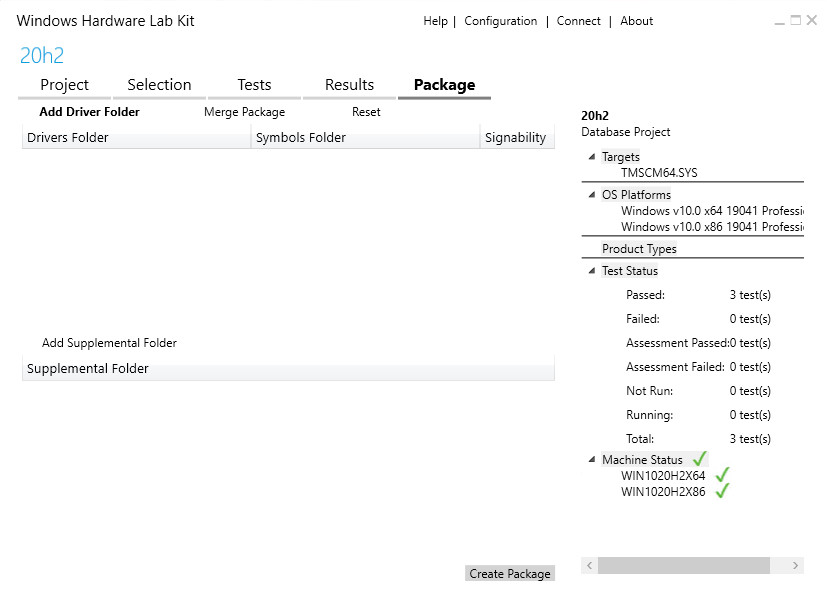 Windows Hardware Lab Kit
Help | Configuration | Connect | About
20h2
Project Selection Tests Results Package
Add Driver Folder Merge Package Reset
Drivers Folder Symbols Folder Signability
Add Supplemental Folder
Supplemental Folder
Create Package
20h2
Database Project
Targets
TMSCM64.SYS
OS Platforms
Windows v10.0 x64 19041 Professi
Windows v10.0 x86 19041 Professi
Product Types
Test Status
Passed: 3 test(s)
Failed: 0 test(s)
Assessment Passed:0 test(s)
Assessment Failed: 0 test(s)
Not Run: 0 test(s)
Running: 0 test(s)
Total: 3 test(s)
Machine Status
WIN1020H2X64
WIN1020H2X86